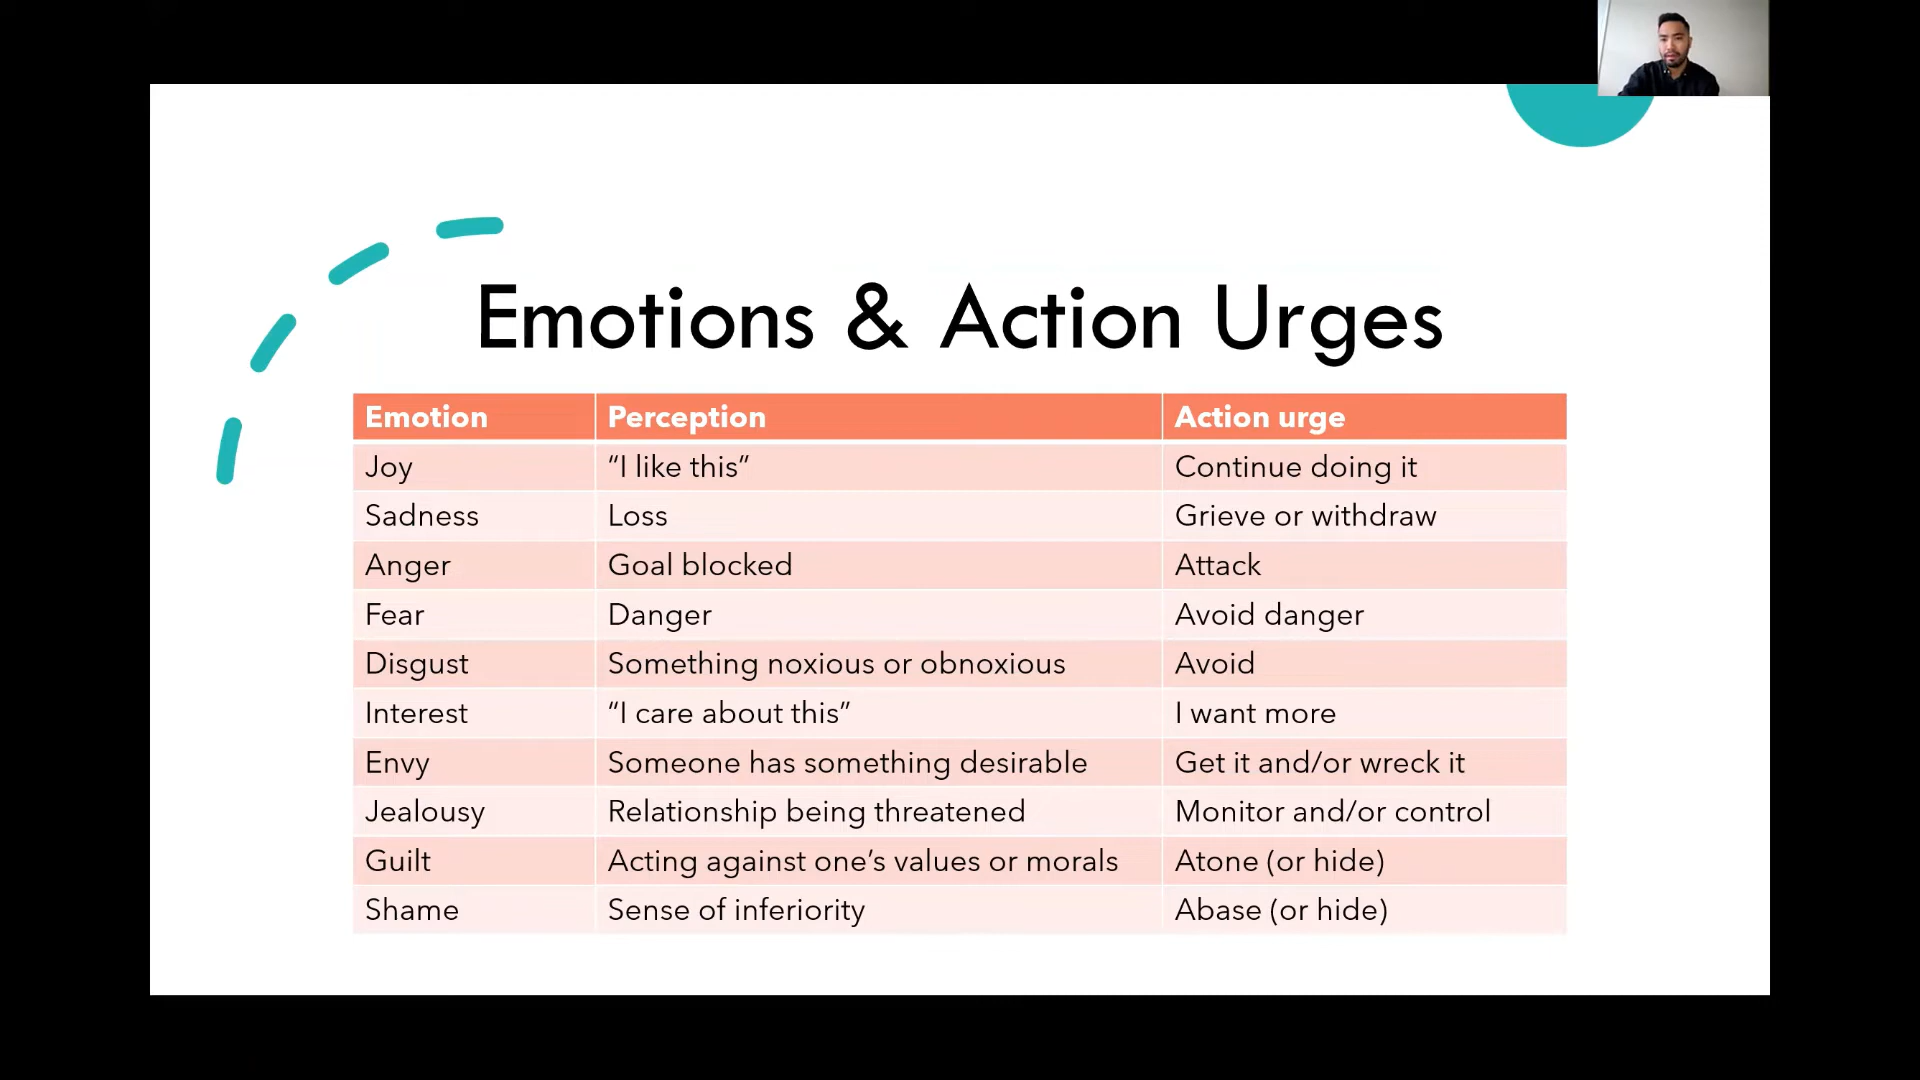 Emotions & Action Urges
Emotion Perception Action urge
Joy “I like this” Continue doing it
Sadness Loss Grieve or withdraw
Anger Goal blocked Attack
Fear Danger Avoid danger
Disgust Something noxious or obnoxious Avoid
Interest “I care about this” I want more
Envy Someone has something desirable Get it and/or wreck it
Jealousy Relationship being threatened Monitor and/or control
Guilt Acting against one’s values or morals Atone (or hide)
Shame Sense of inferiority Abase (or hide)